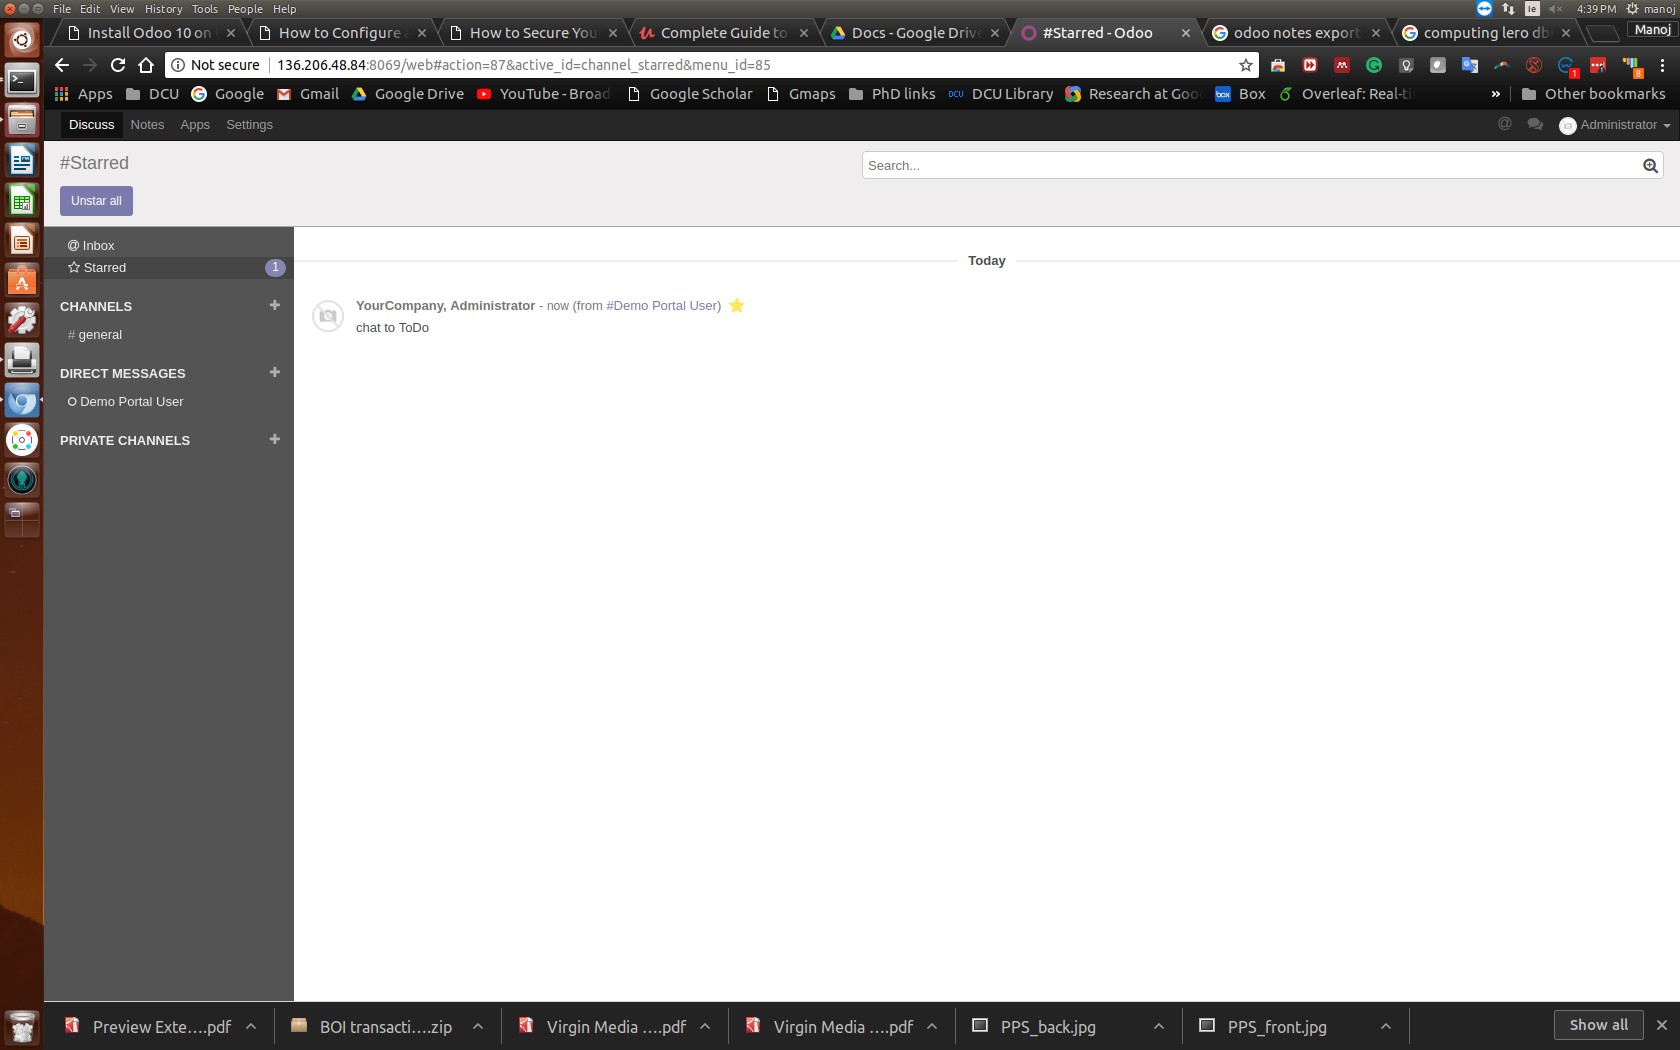 File Edit View History Tools People Help
4:39 PM manoj
Install Odoo 10 on
How to Configure
How to Secure You
Complete Guide to
Docs - Google Drive
#Starred - Odoo
odoo notes export
computing lero db
Manoj
Not secure 136.206.48.84:8069/web#action=87&active_id=channel_starred&menu_id=85
1
8
Apps DCU Google Gmail Google Drive YouTube - Broad Google Scholar Gmaps PhD links DCU DCU Library Research at Goo box Box Overleaf: Real-ti » Other bookmarks
Discuss Notes Apps Settings
@ Administrator
#Starred
Search...
Unstar all
@ Inbox
Starred 1
CHANNELS +
# general
DIRECT MESSAGES +
Demo Portal User
PRIVATE CHANNELS +
Today
YourCompany, Administrator - now (from #Demo Portal User)
chat to ToDo
Preview Exte....pdf
BOI transacti....zip
Virgin Media ....pdf
Virgin Media ....pdf
PPS_back.jpg
PPS_front.jpg
Show all